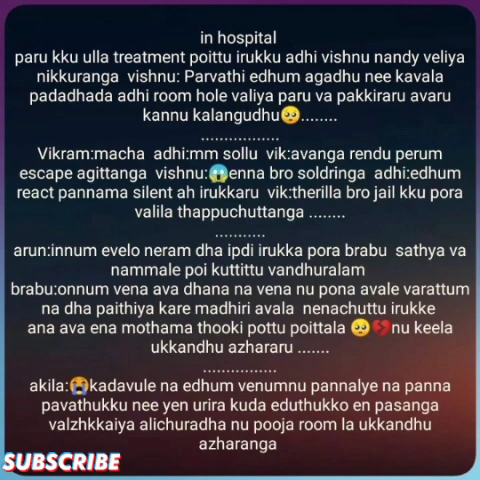 in hospital
paru kku ulla treatment poittu irukku adhi vishnu nandy veliya
nikkuranga vishnu: Parvathi edhum agadhu nee kavala
padadhada adhi room hole valiya paru va pakkiraru avaru
kannu kalangudhu🥺........
.................
Vikram:macha adhi:mm sollu vik:avanga rendu perum
escape agittanga vishnu:😱enna bro soldringa adhi:edhum
react pannama silent ah irukkaru vik:therilla bro jail kku pora
valila thappuchuttanga ........
...........
arun:innum evelo neram dha ipdi irukka pora brabu sathya va
nammale poi kuttittu vandhuralam
brabu:onnum vena ava dhana na vena nu pona avale varattum
na dha paithiya kare madhiri avala nenachuttu irukke
ana ava ena mothama thooki pottu poittala 🥺💔nu keela
ukkandhu azhararu .......
................
akila:😭kadavule na edhum venumnu pannalye na panna
pavathukku nee yen urira kuda eduthukko en pasanga
valzhkkaiya alichuradha nu pooja room la ukkandhu
azharanga
SUBSCRIBE